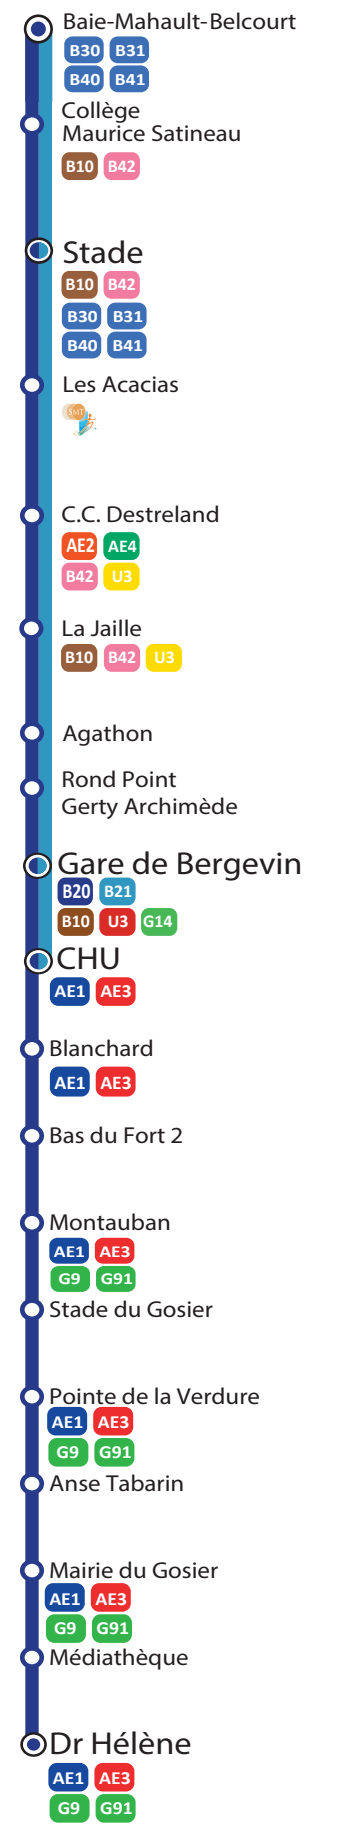 Baie-Mahault-Belcourt
B30 B31
B40 B41
Collège
Maurice Satineau
B10 B42
Stade
B10 B42
B30 B31
B40 B41
Les Acacias
SMT
C.C. Destreland
AE2 AE4
B42 U3
La Jaille
B10 B42 U3
Agathon
Rond Point
Gerty Archimède
Gare de Bergevin
B20 B21
B10 U3 G14
CHU
AE1 AE3
Blanchard
AE1 AE3
Bas du Fort 2
Montauban
AE1 AE3
G9 G91
Stade du Gosier
Pointe de la Verdure
AE1 AE3
G9 G91
Anse Tabarin
Mairie du Gosier
AE1 AE3
G9 G91
Médiathèque
Dr Hélène
AE1 AE3
G9 G91